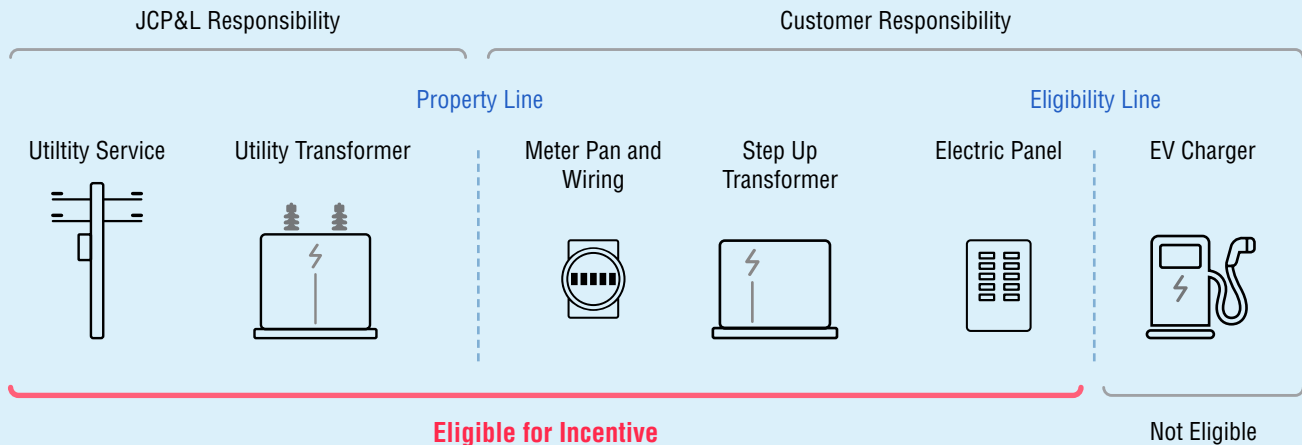 JCP&L Responsibility
Customer Responsibility
Property Line
Eligibility Line
Utiltity Service
Utility Transformer
Meter Pan and
Wiring
Step Up
Transformer
Electric Panel
EV Charger
Eligible for Incentive
Not Eligible